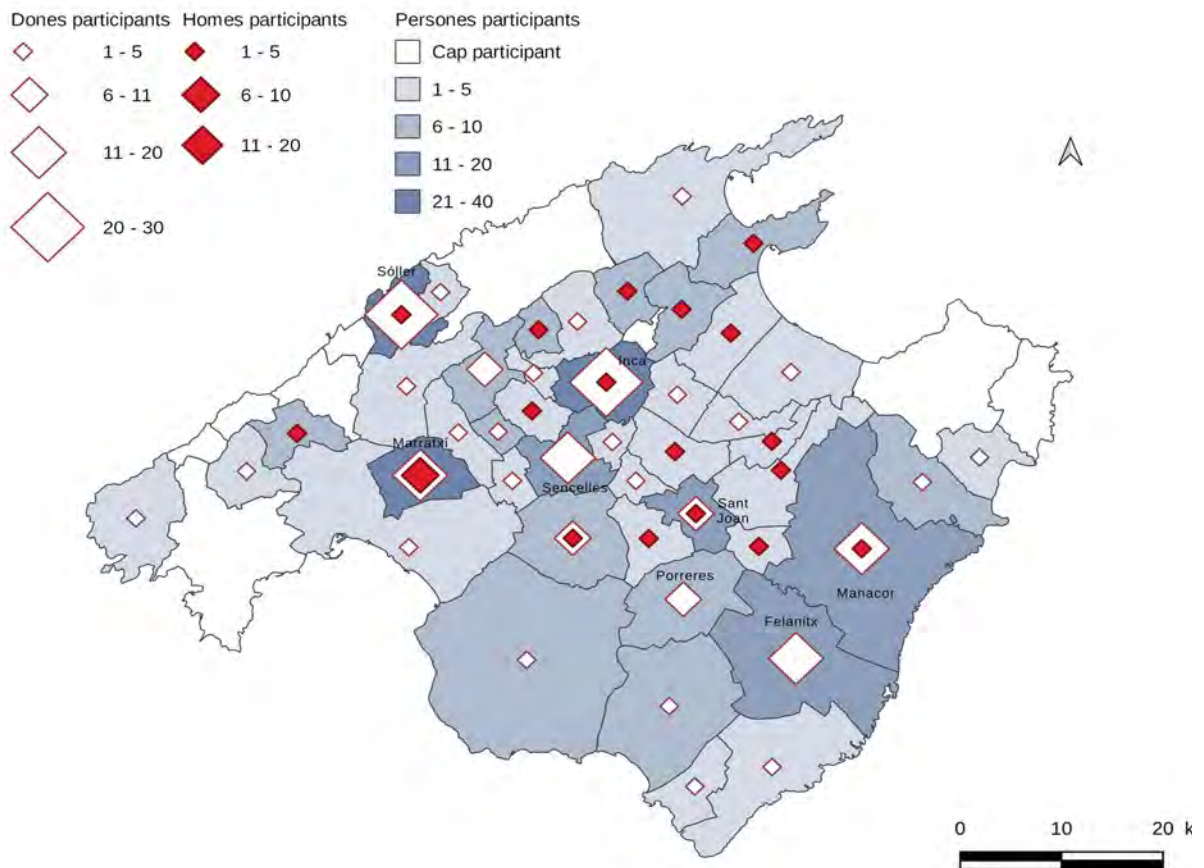 Dones participants
1 - 5
6 - 11
11 - 20
20 - 30
Homes participants
1 - 5
6 - 10
11 - 20
Persones participants
Cap participant
1 - 5
6 - 10
11 - 20
21 - 40
Sóller
Inca
Marratxí
Sencelles
Sant
Joan
Porreres
Manacor
Felanitx
0 10 20 k